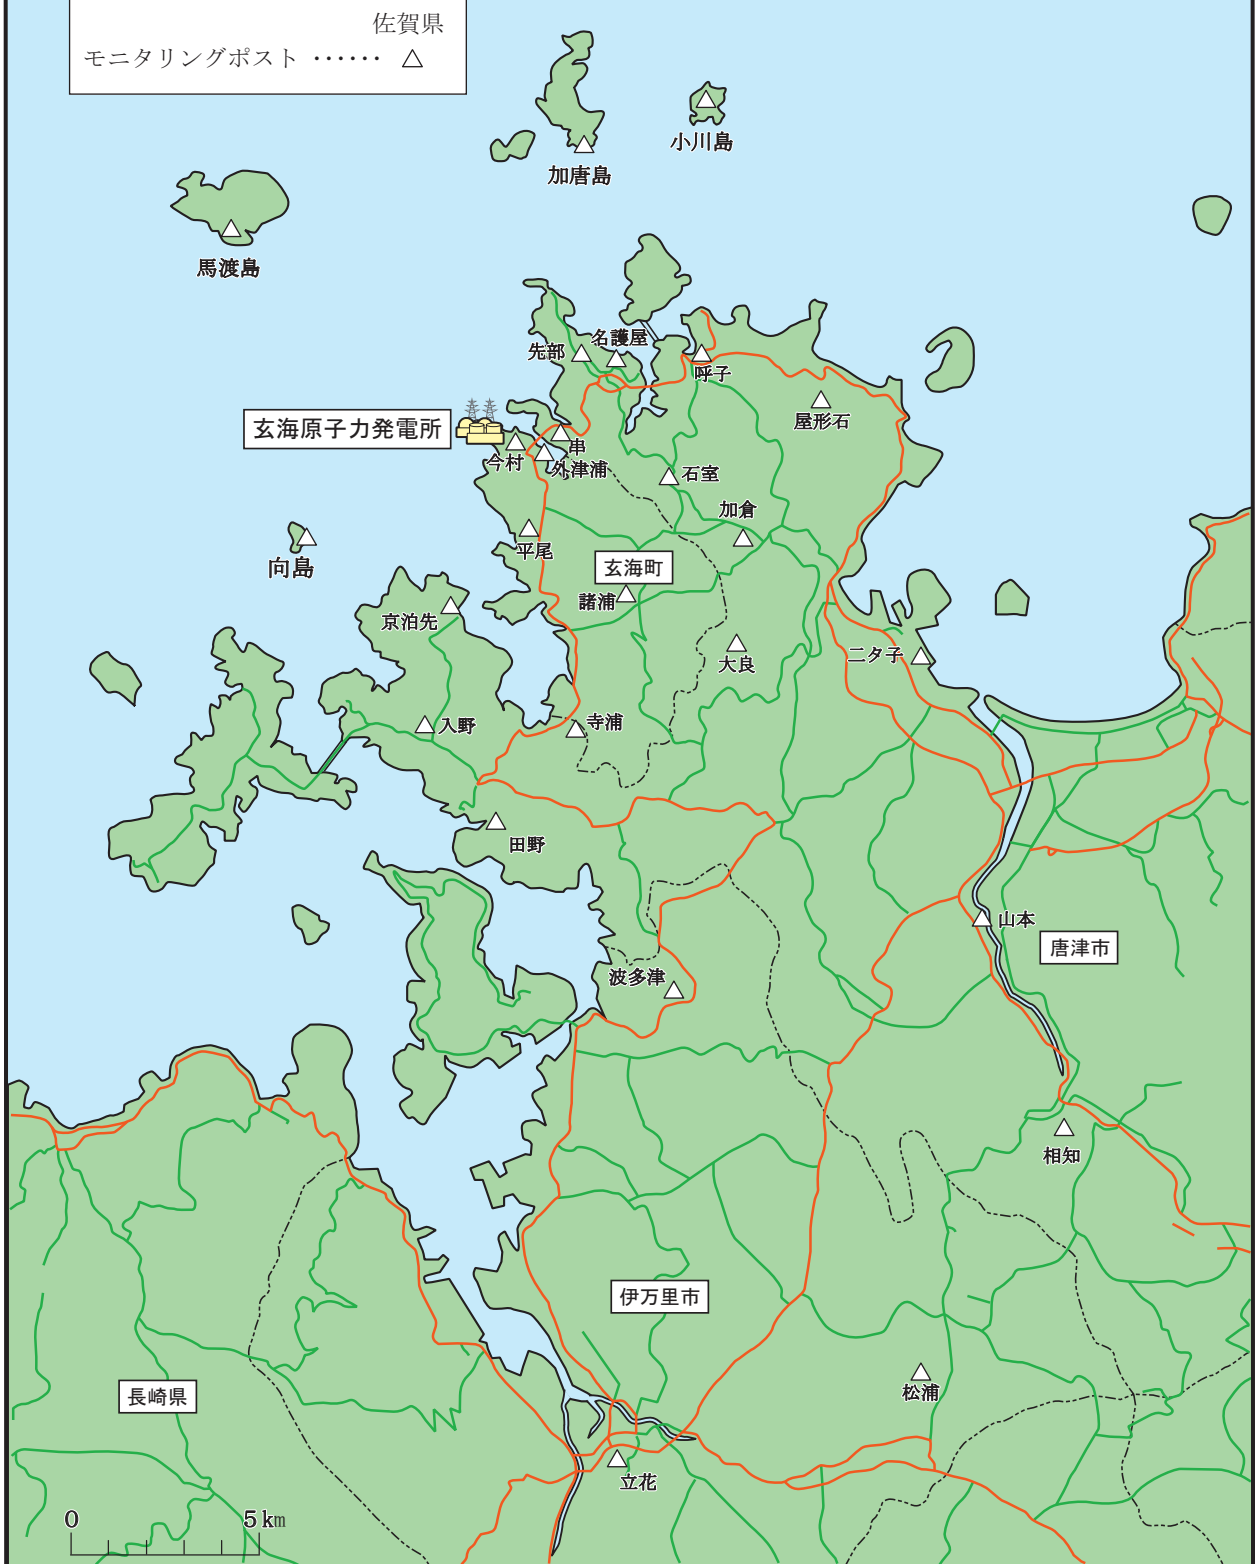 佐賀県
モニタリングポスト ・・・・・・ △
小川島
加唐島
馬渡島
名護屋
先部
呼子
屋形石
玄海原子力発電所
串
今村
外津浦
石室
加倉
平尾
向島
玄海町
諸浦
京泊先
大良
二タ子
寺浦
入野
田野
山本
唐津市
波多津
相知
伊万里市
長崎県
松浦
立花
0 5km